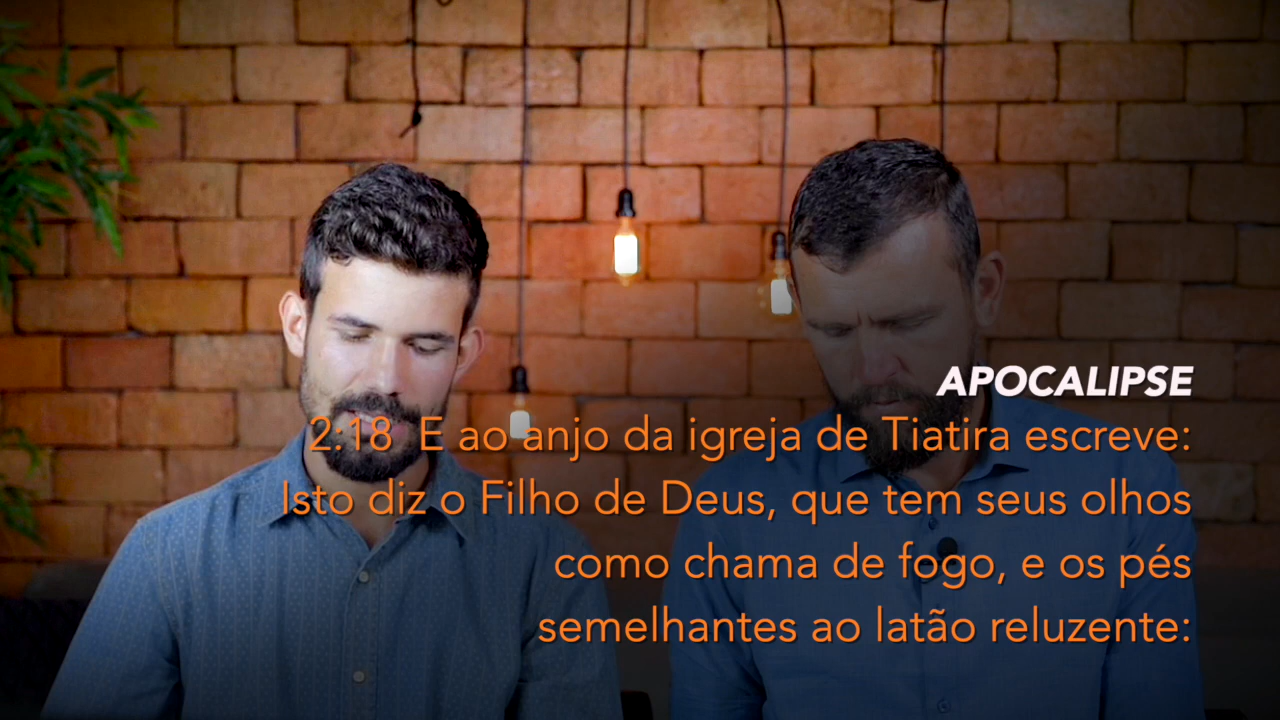 APOCALIPSE
2:18 E ao anjo da igreja de Tiatira escreve:
Isto diz o Filho de Deus, que tem seus olhos
como chama de fogo, e os pés
semelhantes ao latão reluzente: